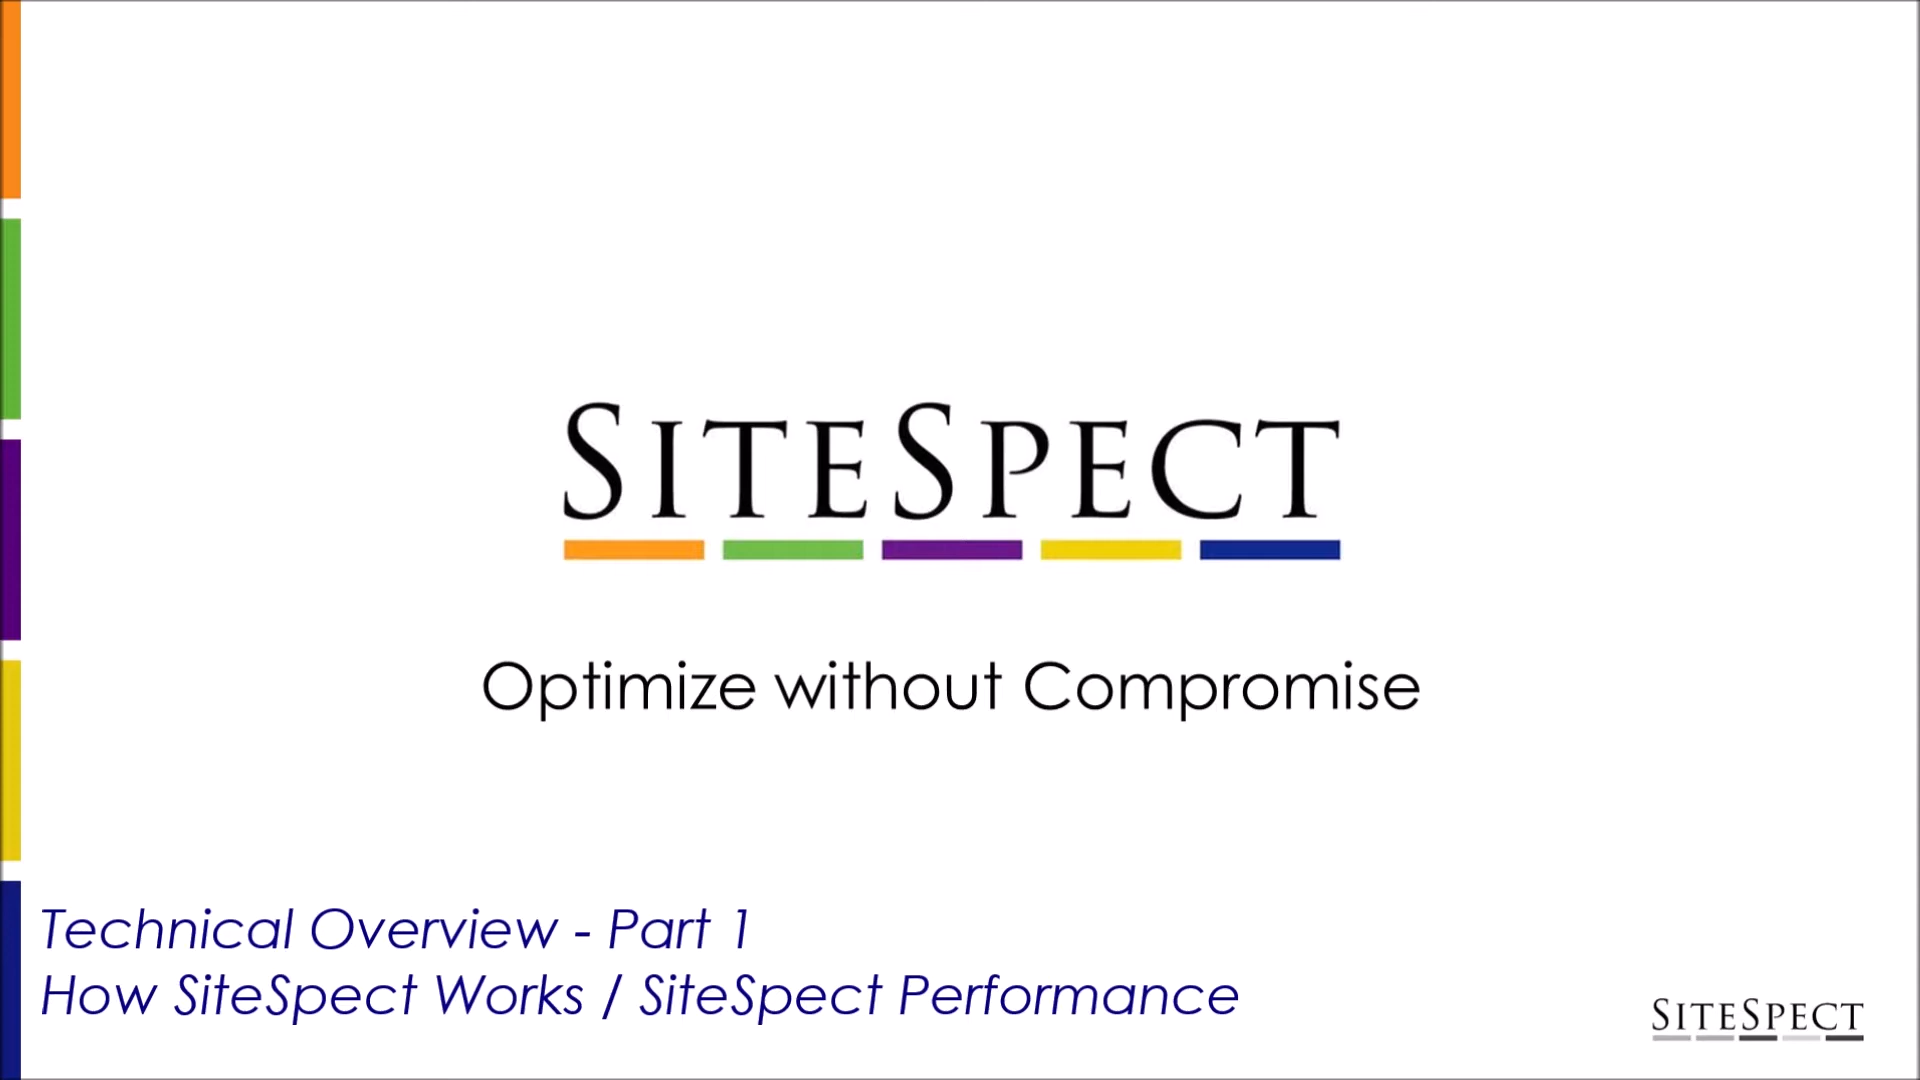 SITESPECT
Optimize without Compromise
Technical Overview - Part 1
How SiteSpect Works / SiteSpect Performance
SITESPECT